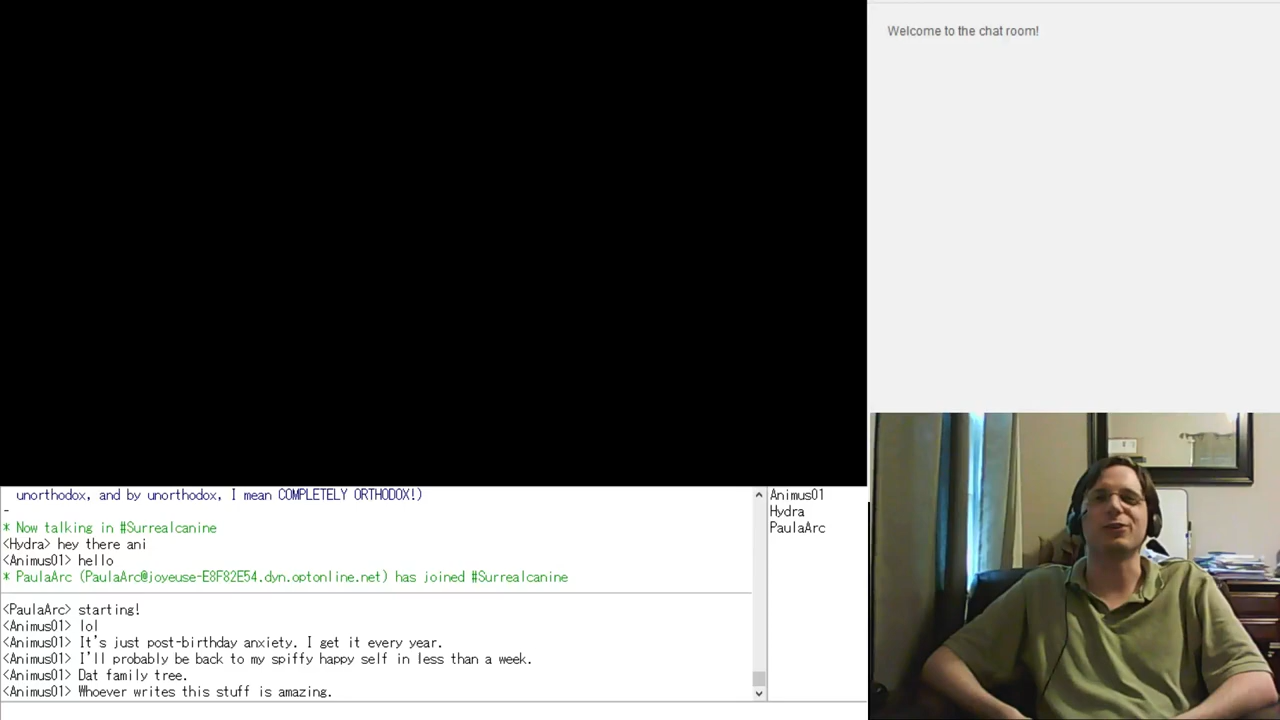 Welcome to the chat room!
unorthodox, and by unorthodox, I mean COMPLETELY ORTHODOX!)
-
* Now talking in #Surrealcanine
<Hydra> hey there ani
<Animus01> hello
* PaulaArc (PaulaArc@joyeuse-E8F82E54.dyn.optonline.net) has joined #Surrealcanine
<PaulaArc> starting!
<Animus01> lol
<Animus01> It's just post-birthday anxiety. I get it every year.
<Animus01> I'll probably be back to my spiffy happy self in less than a week.
<Animus01> Dat family tree.
<Animus01> Whoever writes this stuff is amazing.
Animus01
Hydra
PaulaArc